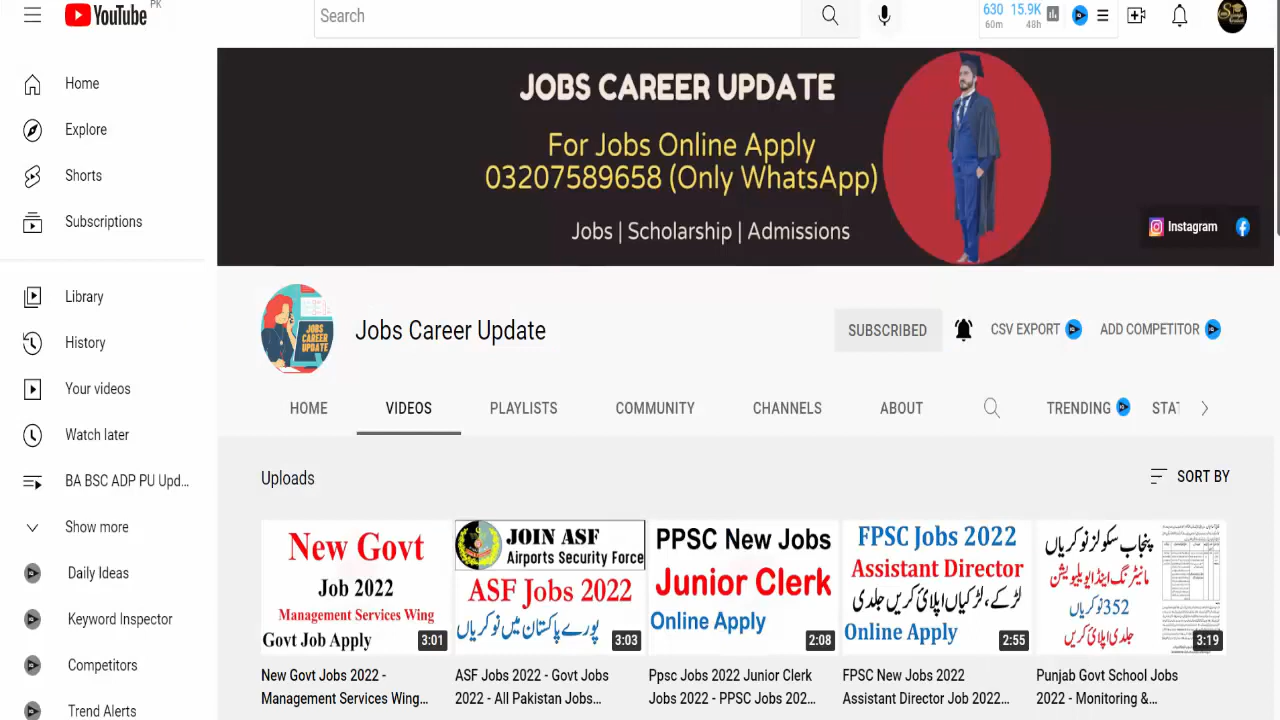 YouTube PK
Search
630 15.9K
60m 48h
Home
Explore
Shorts
Subscriptions
Library
History
Your videos
Watch later
BA BSC ADP PU Upd...
Show more
Daily Ideas
Keyword Inspector
Competitors
Trend Alerts
JOBS CAREER UPDATE
For Jobs Online Apply
03207589658 (Only WhatsApp)
Jobs | Scholarship | Admissions
Instagram
JOBS
CAREER
UPDATE
Jobs Career Update
SUBSCRIBED
CSV EXPORT
ADD COMPETITOR
HOME VIDEOS PLAYLISTS COMMUNITY CHANNELS ABOUT TRENDING STAT
Uploads
SORT BY
New Govt
Job 2022
Management Services Wing
Govt Job Apply
3:01
New Govt Jobs 2022 -
Management Services Wing...
JOIN ASF
irports Security Force
ASF Jobs 2022
3:03
ASF Jobs 2022 - Govt Jobs
2022 - All Pakistan Jobs...
PPSC New Jobs
Junior Clerk
Online Apply
2:08
Ppsc Jobs 2022 Junior Clerk
Jobs 2022 - PPSC Jobs 202...
FPSC Jobs 2022
Assistant Director
لڑکے، لڑکیاں اپلائی کریں جلدی
Online Apply
2:55
FPSC New Jobs 2022
Assistant Director Job 2022...
پنجاب سکولز نوکریاں
مانیٹرنگ اینڈ ایویلیویشن
352 نوکریاں
جلدی اپلائی کریں
3:19
Punjab Govt School Jobs
2022 - Monitoring &...